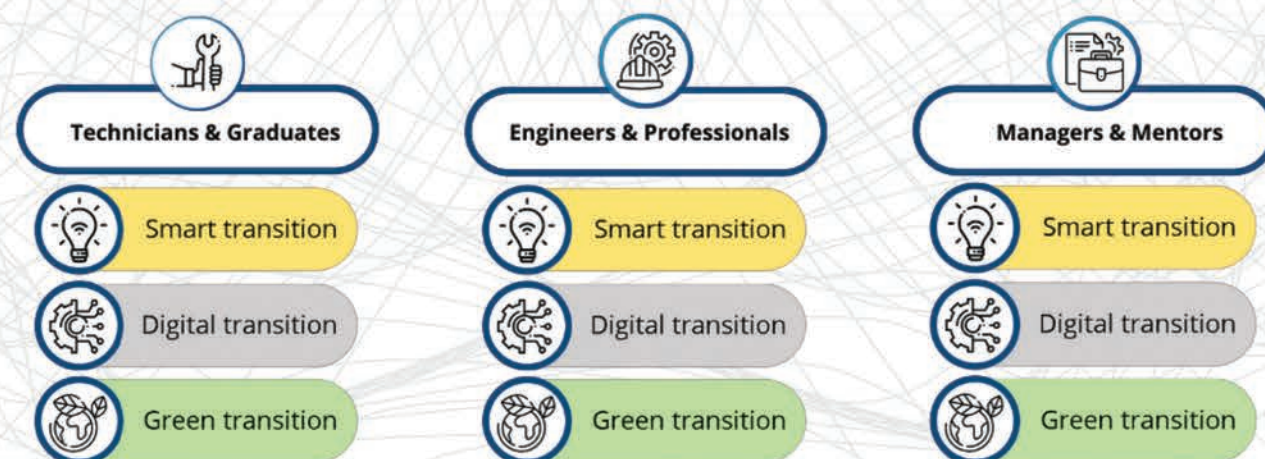 Technicians & Graduates
Smart transition
Digital transition
Green transition
Engineers & Professionals
Smart transition
Digital transition
Green transition
Managers & Mentors
Smart transition
Digital transition
Green transition